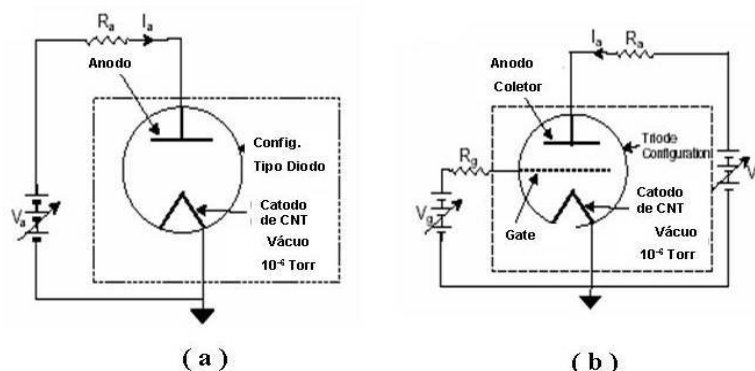 Ra
Ia
Anodo
Config.
Tipo Diodo
Catodo
de CNT
Vácuo
10⁻⁶ Torr
Va
( a )
Ia
Ra
Anodo
Coletor
Triode
Configuration
Rg
Vg
Gate
Catodo
de CNT
Vácuo
10⁻⁶ Torr
V
( b )